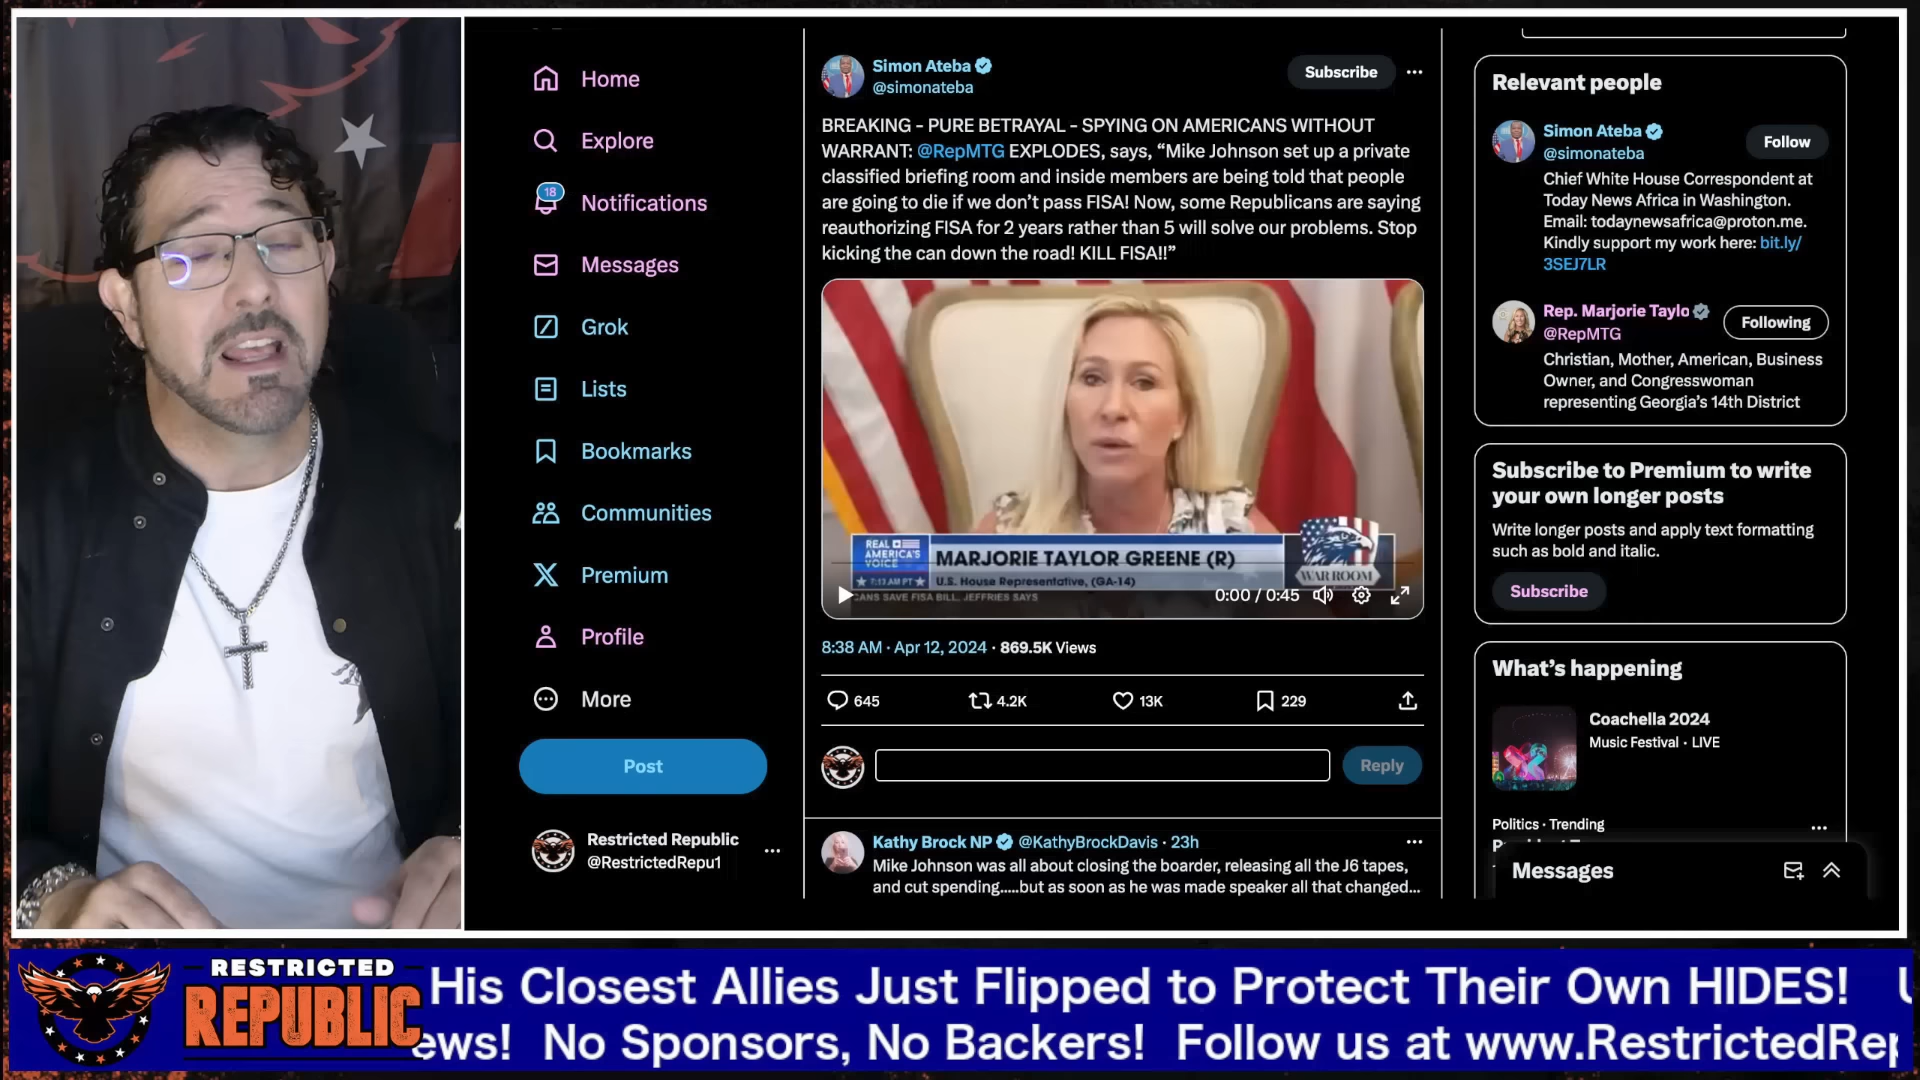 Home
Explore
18
Notifications
Messages
Grok
Lists
Bookmarks
Communities
Premium
Profile
More
Post
Restricted Republic
@RestrictedRepu1
Simon Ateba
@simonateba
Subscribe
BREAKING - PURE BETRAYAL - SPYING ON AMERICANS WITHOUT
WARRANT: @RepMTG EXPLODES, says, “Mike Johnson set up a private
classified briefing room and inside members are being told that people
are going to die if we don’t pass FISA! Now, some Republicans are saying
reauthorizing FISA for 2 years rather than 5 will solve our problems. Stop
kicking the can down the road! KILL FISA!!”
REAL
AMERICA'S
VOICE
7:13 AM PT
MARJORIE TAYLOR GREENE (R)
U.S. House Representative, (GA-14)
WAR ROOM
CANS SAVE FISA BILL, JEFFRIES SAYS
0:00 / 0:45
8:38 AM · Apr 12, 2024 · 869.5K Views
645
4.2K
13K
229
Reply
Kathy Brock NP @KathyBrockDavis · 23h
Mike Johnson was all about closing the boarder, releasing all the J6 tapes,
and cut spending.....but as soon as he was made speaker all that changed...
Relevant people
Simon Ateba
@simonateba
Follow
Chief White House Correspondent at
Today News Africa in Washington.
Email: todaynewsafrica@proton.me.
Kindly support my work here: bit.ly/
3SEJ7LR
Rep. Marjorie Taylo
@RepMTG
Following
Christian, Mother, American, Business
Owner, and Congresswoman
representing Georgia’s 14th District
Subscribe to Premium to write
your own longer posts
Write longer posts and apply text formatting
such as bold and italic.
Subscribe
What’s happening
Coachella 2024
Music Festival · LIVE
Politics · Trending
Messages
RESTRICTED
REPUBLIC
His Closest Allies Just Flipped to Protect Their Own HIDES!
ews! No Sponsors, No Backers! Follow us at www.RestrictedRep